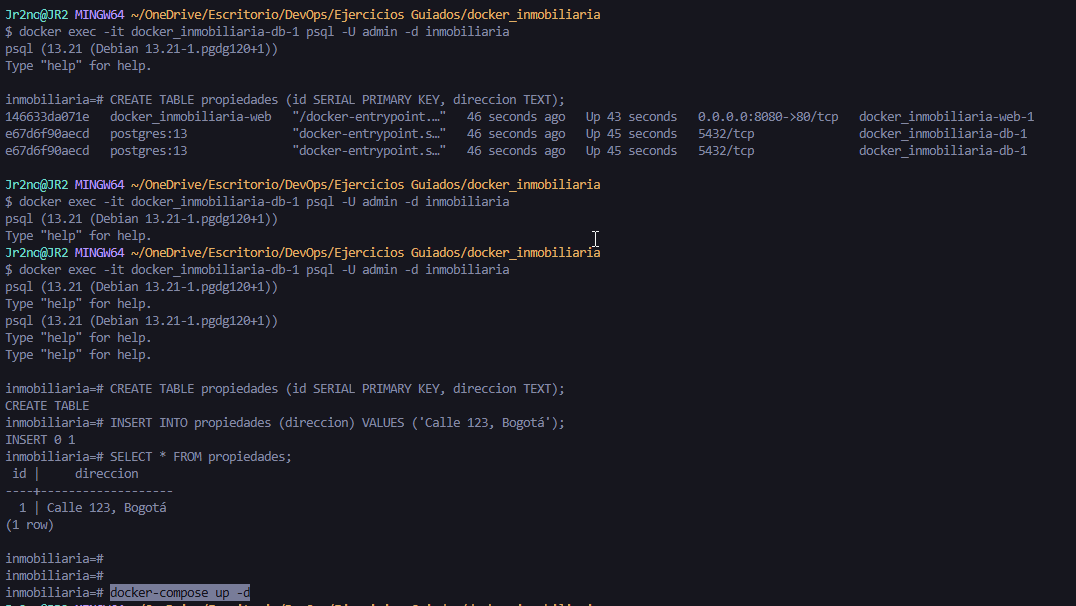 Jr2nc@JR2 MINGW64 ~/OneDrive/Escritorio/DevOps/Ejercicios Guiados/docker_inmobiliaria
$ docker exec -it docker_inmobiliaria-db-1 psql -U admin -d inmobiliaria
psql (13.21 (Debian 13.21-1.pgdg120+1))
Type "help" for help.
inmobiliaria=# CREATE TABLE propiedades (id SERIAL PRIMARY KEY, direccion TEXT);
146633da071e docker_inmobiliaria-web "/docker-entrypoint.…" 46 seconds ago Up 43 seconds 0.0.0.0:8080->80/tcp docker_inmobiliaria-web-1
e67d6f90aecd postgres:13 "docker-entrypoint.s…" 46 seconds ago Up 45 seconds 5432/tcp docker_inmobiliaria-db-1
e67d6f90aecd postgres:13 "docker-entrypoint.s…" 46 seconds ago Up 45 seconds 5432/tcp docker_inmobiliaria-db-1
Jr2nc@JR2 MINGW64 ~/OneDrive/Escritorio/DevOps/Ejercicios Guiados/docker_inmobiliaria
$ docker exec -it docker_inmobiliaria-db-1 psql -U admin -d inmobiliaria
psql (13.21 (Debian 13.21-1.pgdg120+1))
Type "help" for help.
Jr2nc@JR2 MINGW64 ~/OneDrive/Escritorio/DevOps/Ejercicios Guiados/docker_inmobiliaria
$ docker exec -it docker_inmobiliaria-db-1 psql -U admin -d inmobiliaria
psql (13.21 (Debian 13.21-1.pgdg120+1))
Type "help" for help.
psql (13.21 (Debian 13.21-1.pgdg120+1))
Type "help" for help.
Type "help" for help.
inmobiliaria=# CREATE TABLE propiedades (id SERIAL PRIMARY KEY, direccion TEXT);
CREATE TABLE
inmobiliaria=# INSERT INTO propiedades (direccion) VALUES ('Calle 123, Bogotá');
INSERT 0 1
inmobiliaria=# SELECT * FROM propiedades;
id | direccion
----+-------------------
1 | Calle 123, Bogotá
(1 row)
inmobiliaria=#
inmobiliaria=#
inmobiliaria=# docker-compose up -d